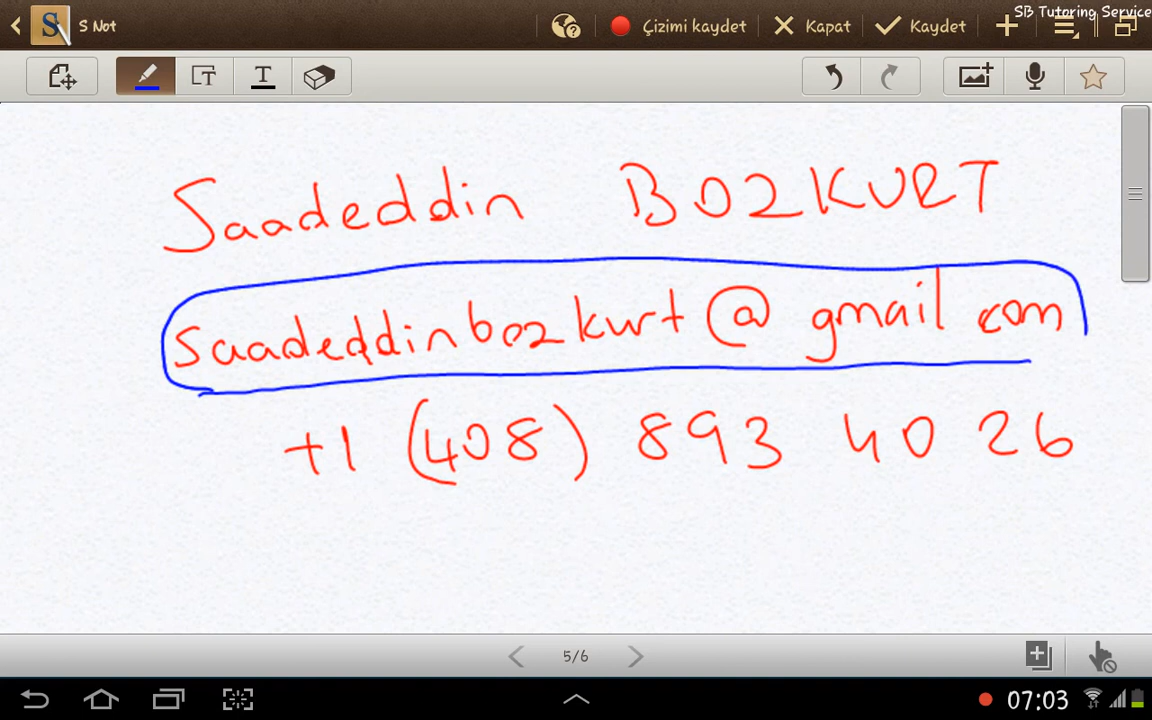 SB Tutoring Service
S Not
Çizimi kaydet
Kapat
Kaydet
T
T
Saadeddin BOZKURT
saadeddinbozkurt@gmail com
+1 (408) 893 40 26
5/6
07:03